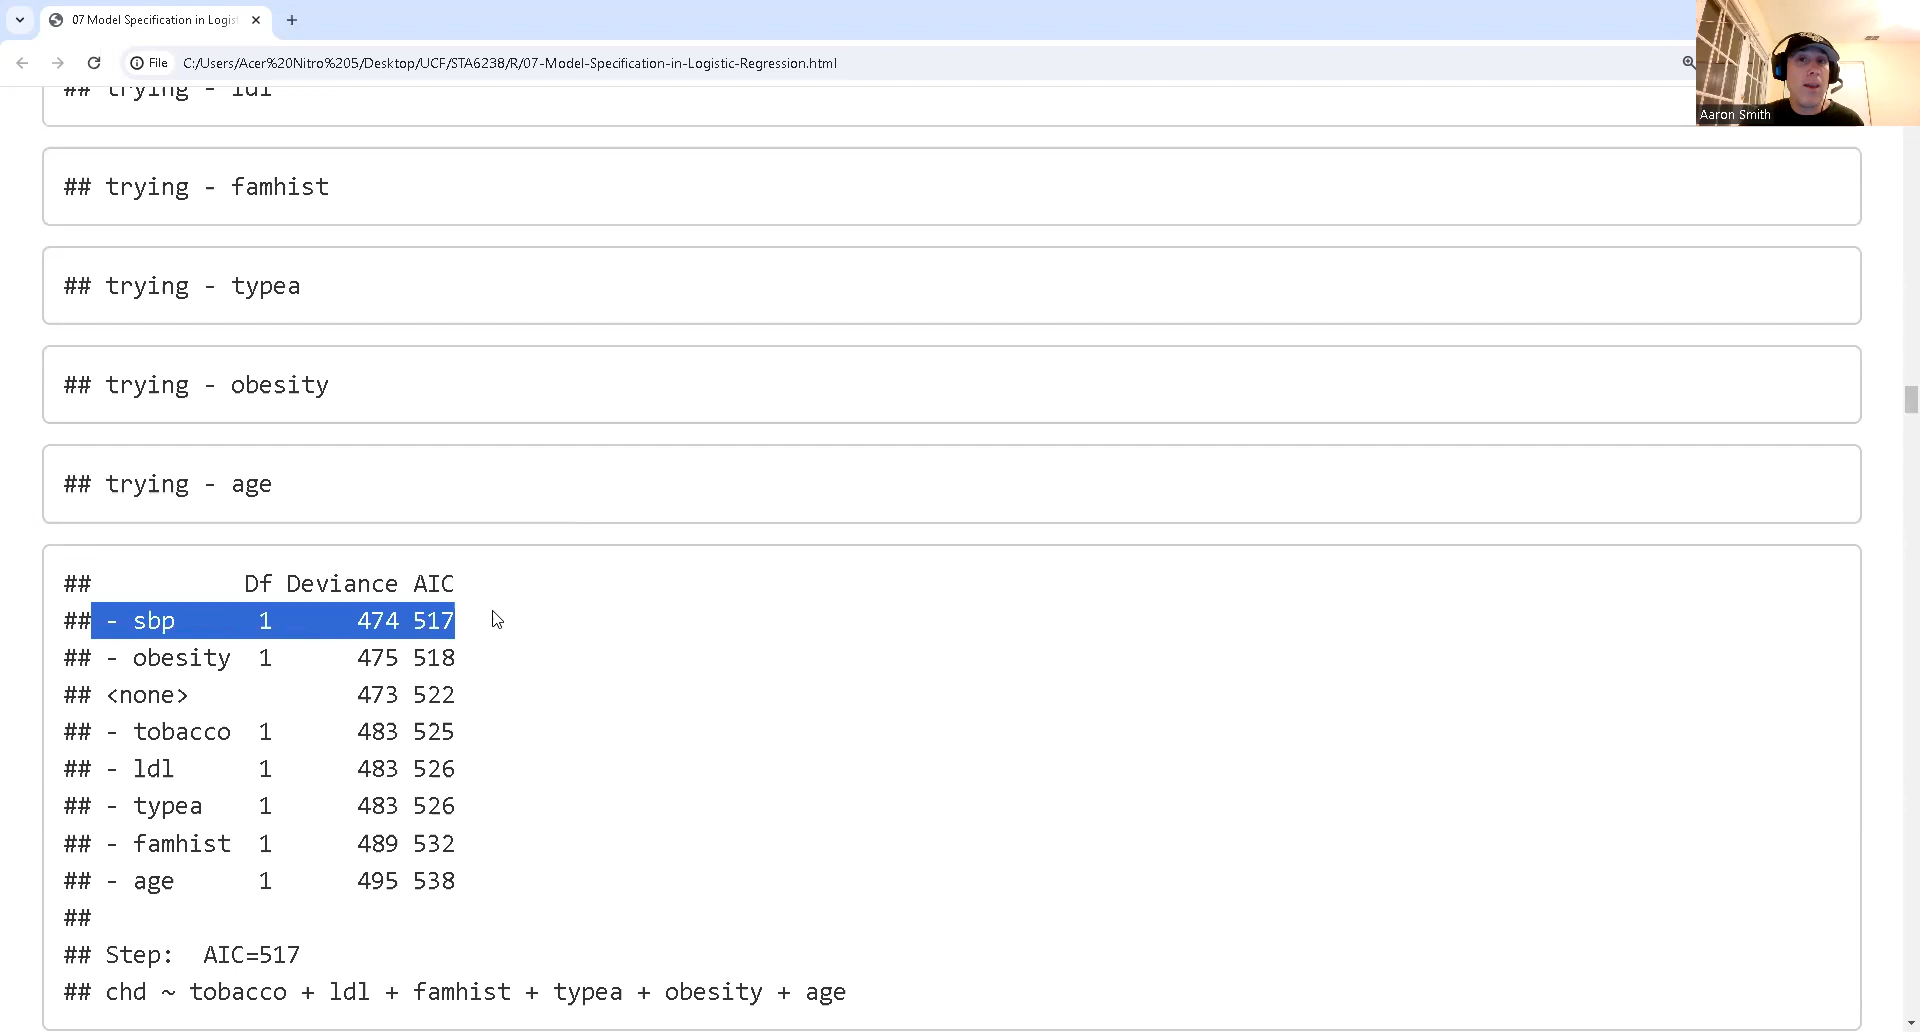 07 Model Specification in Logis
File C:/Users/Acer%20Nitro%205/Desktop/UCF/STA6238/R/07-Model-Specification-in-Logistic-Regression.html
Aaron Smith
## trying - ldl
## trying - famhist
## trying - typea
## trying - obesity
## trying - age
## Df Deviance AIC
## - sbp 1 474 517
## - obesity 1 475 518
## <none> 473 522
## - tobacco 1 483 525
## - ldl 1 483 526
## - typea 1 483 526
## - famhist 1 489 532
## - age 1 495 538
##
## Step: AIC=517
## chd ~ tobacco + ldl + famhist + typea + obesity + age